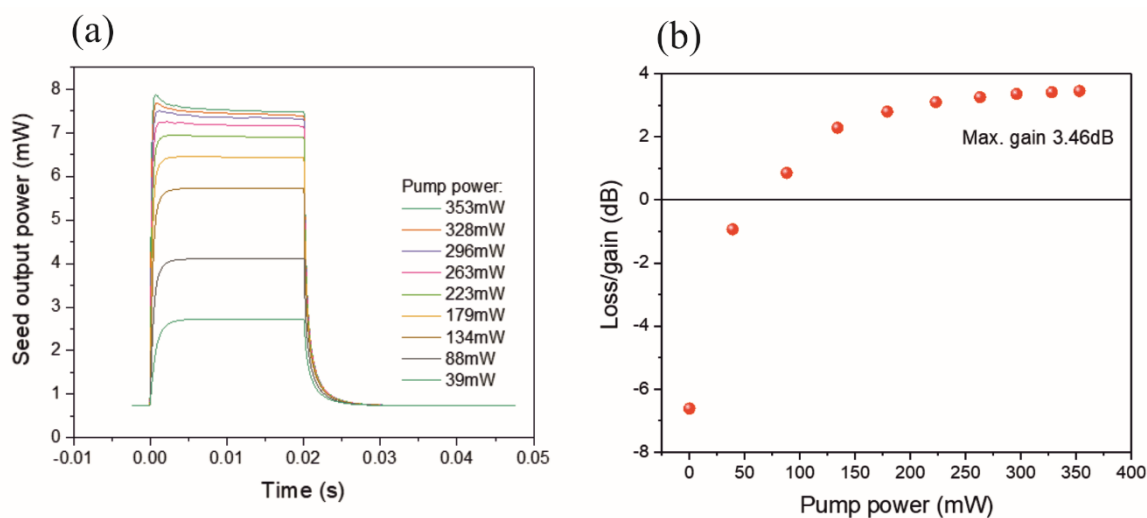 (a)
8
7
6
5
4
3
2
1
0
Seed output power (mW)
-0.01
0.00
0.01
0.02
0.03
0.04
0.05
Time (s)
Pump power:
353mW
328mW
296mW
263mW
223mW
179mW
134mW
88mW
39mW
(b)
4
2
0
-2
-4
-6
-8
Loss/gain (dB)
Max. gain 3.46dB
0
50
100
150
200
250
300
350
400
Pump power (mW)